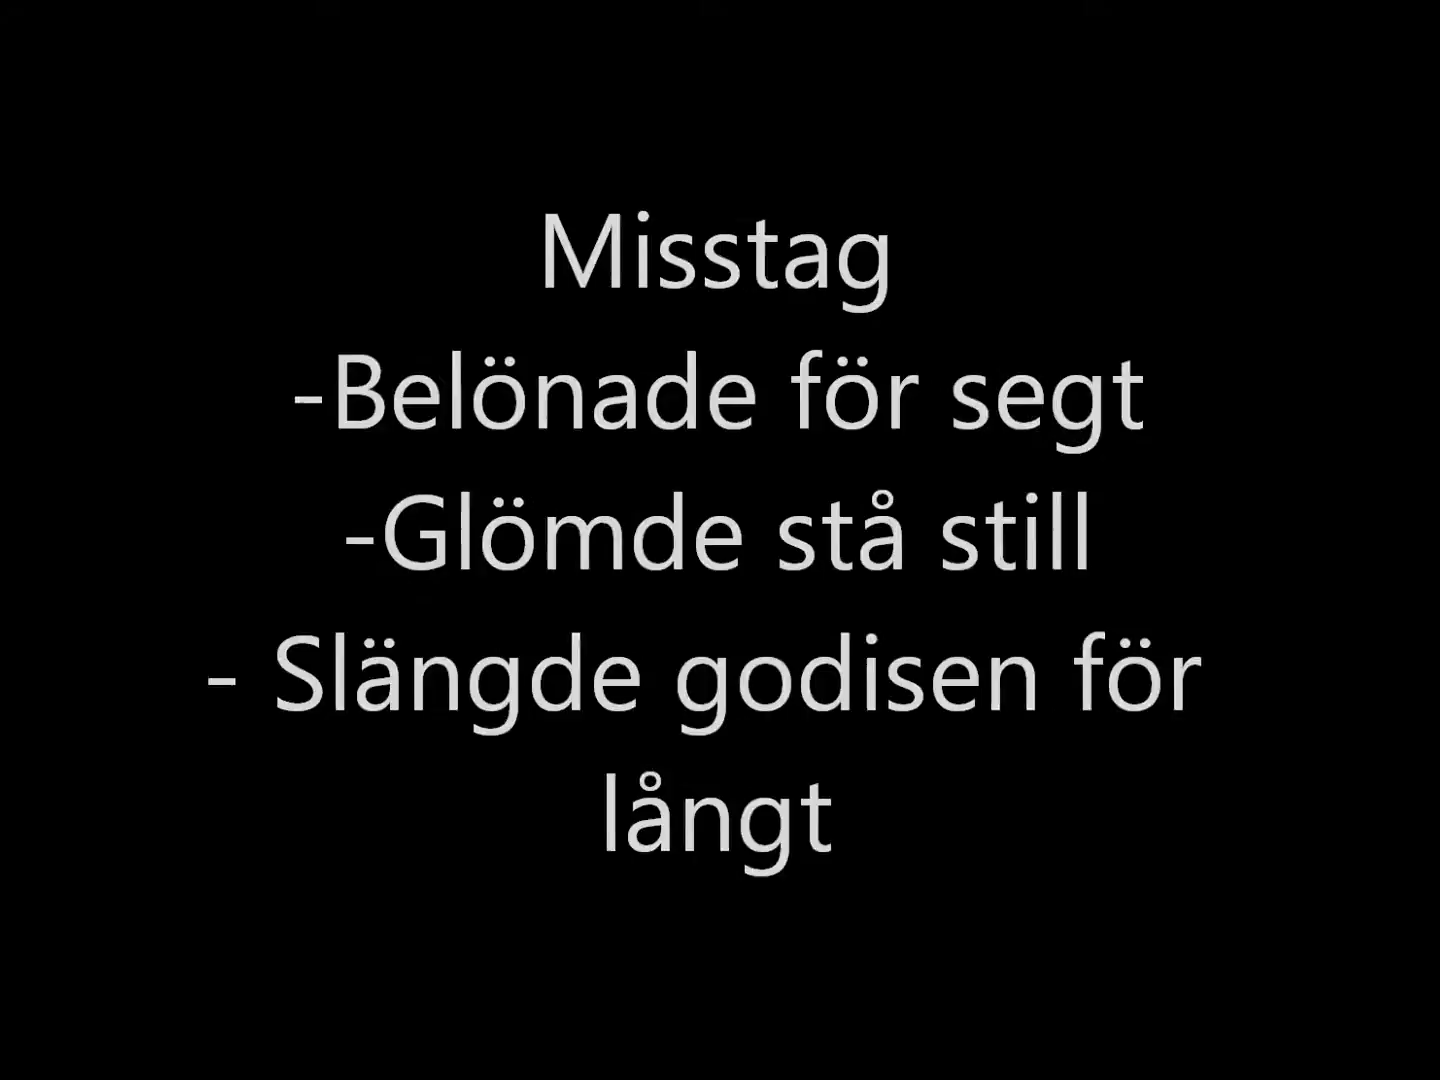 Misstag
-Belönade för segt
-Glömde stå still
- Slängde godisen för
långt